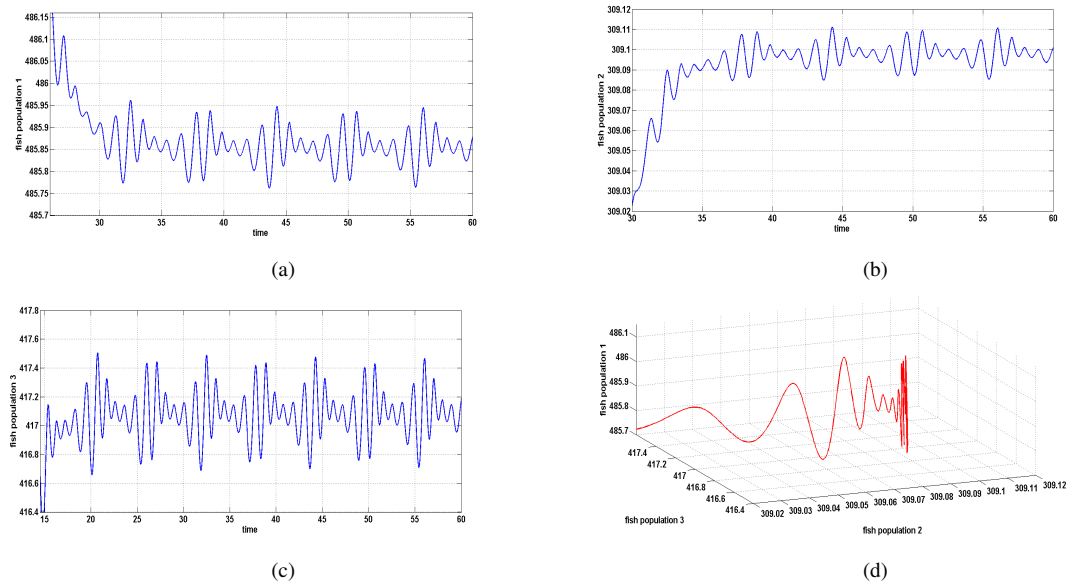 486.15
486.1
486.05
486
485.95
485.9
485.85
485.8
485.75
485.7
fish population 1
30 35 40 45 50 55 60
time
(a)
309.12
309.11
309.1
309.09
309.08
309.07
309.06
309.05
309.04
309.03
309.02
fish population 2
30 35 40 45 50 55 60
time
(b)
417.8
417.6
417.4
417.2
417
416.8
416.6
416.4
fish population 3
15 20 25 30 35 40 45 50 55 60
time
(c)
486.1
486
485.9
485.8
485.7
fish population 1
417.4
417.2
417
416.8
416.6
416.4
fish population 3
309.02 309.03 309.04 309.05 309.06 309.07 309.08 309.09 309.1 309.11 309.12
fish population 2
(d)